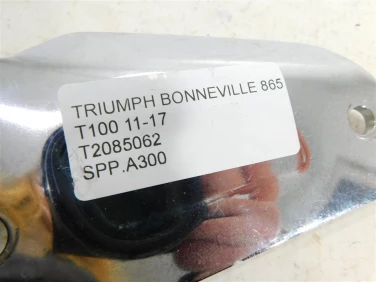 TRIUMPH BONNEVILLE 865
T100 11-17
T2085062
SPP.A300